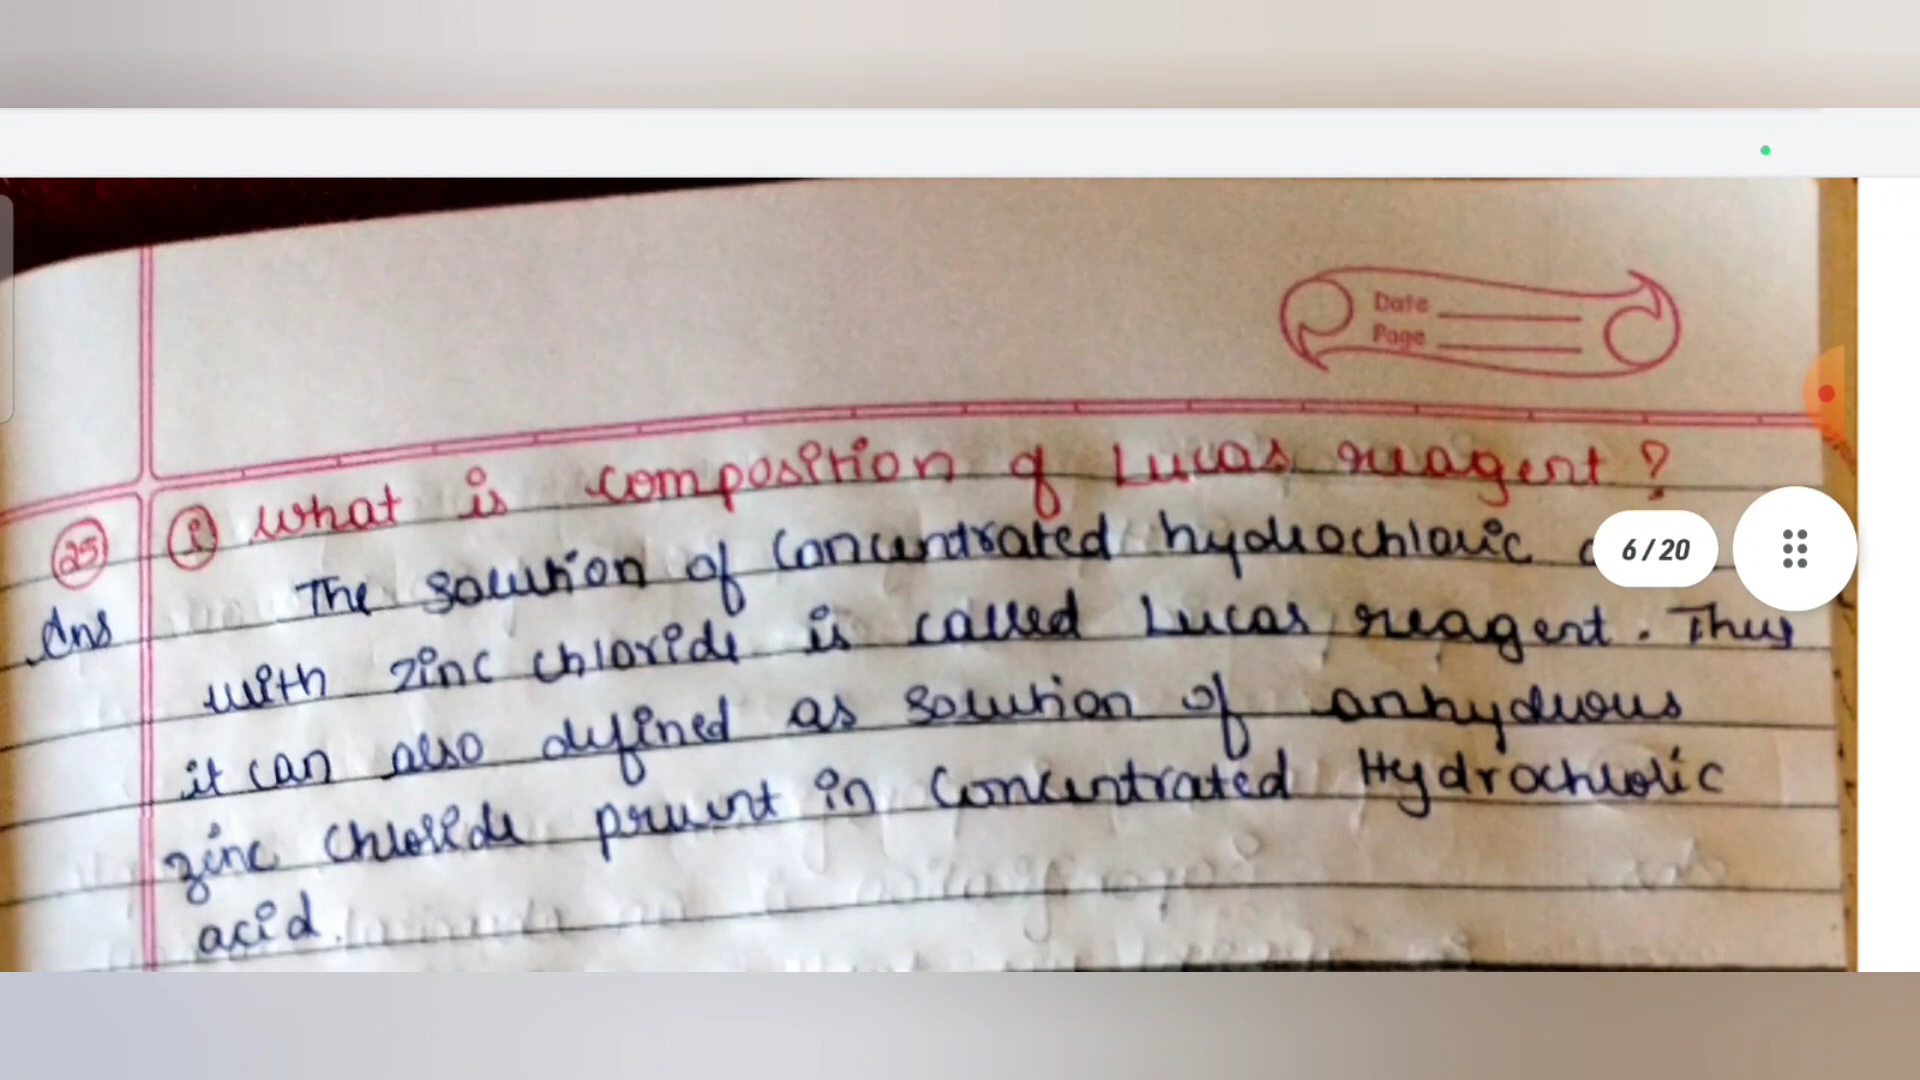 Date
Page
25 i What is composition of Lucas reagent?
Ans The solution of Concentrated hydrochloric
6/20
with zinc chloride is called Lucas reagent. Thus
it can also defined as solution of anhydrous
zinc chloride present in Concentrated Hydrochloric
acid.